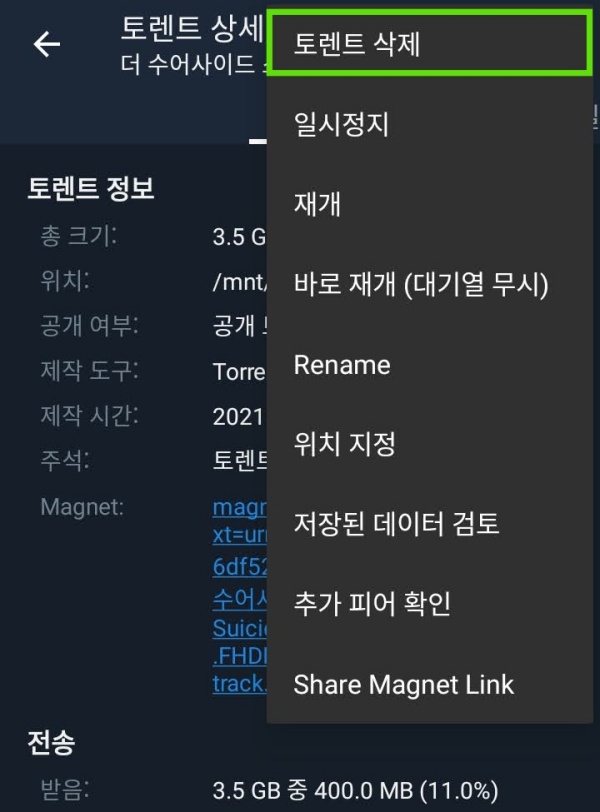 토렌트 상세
더 수어사이드
토렌트 삭제
일시정지
재개
바로 재개 (대기열 무시)
Rename
위치 지정
저장된 데이터 검토
추가 피어 확인
Share Magnet Link
토렌트 정보
총 크기: 3.5 G
위치: /mnt/
공개 여부: 공개
제작 도구: Torre
제작 시간: 2021
주석: 토렌트
Magnet: magn
xt=urn
6df52
수어사
Suici
.FHD
track.
전송
받음: 3.5 GB 중 400.0 MB (11.0%)